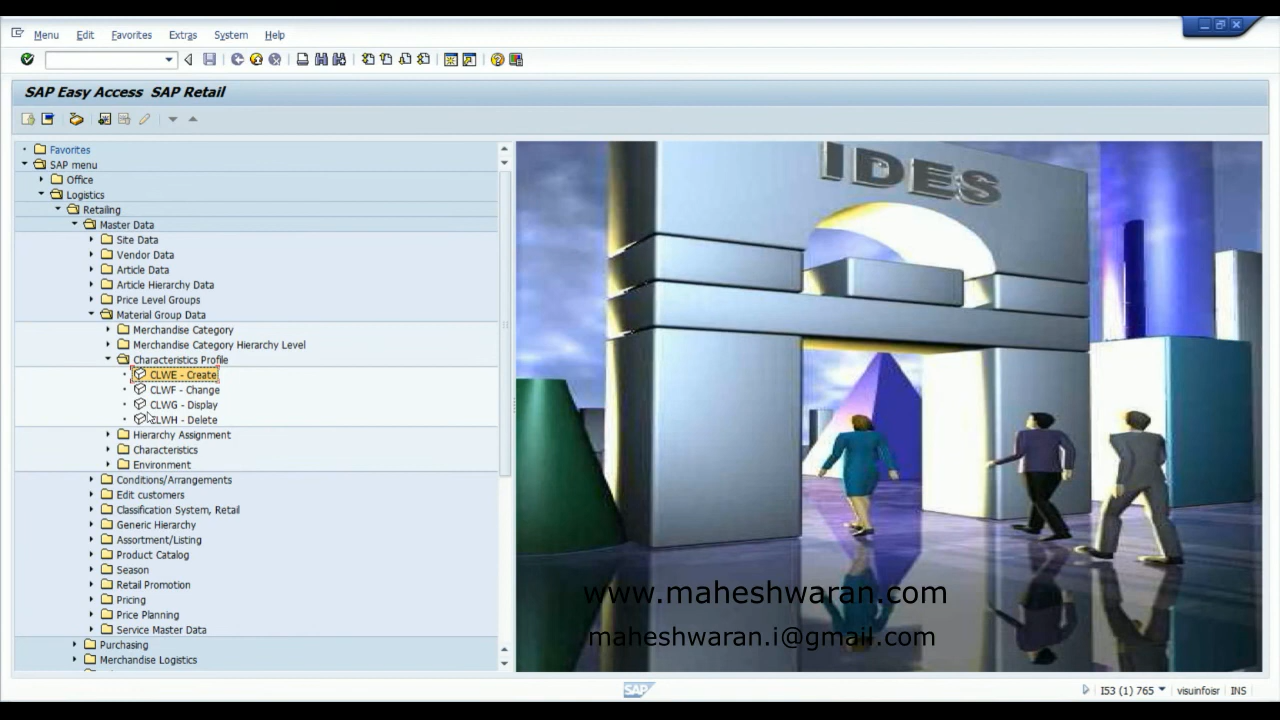 Menu Edit Favorites Extras System Help
SAP Easy Access SAP Retail
Favorites
SAP menu
Office
Logistics
Retailing
Master Data
Site Data
Vendor Data
Article Data
Article Hierarchy Data
Price Level Groups
Material Group Data
Merchandise Category
Merchandise Category Hierarchy Level
Characteristics Profile
CLWE - Create
CLWF - Change
CLWG - Display
CLWH - Delete
Hierarchy Assignment
Characteristics
Environment
Conditions/Arrangements
Edit customers
Classification System, Retail
Generic Hierarchy
Assortment/Listing
Product Catalog
Season
Retail Promotion
Pricing
Price Planning
Service Master Data
Purchasing
Merchandise Logistics
IDES
www.maheshwaran.com
maheshwaran.i@gmail.com
SAP
I53 (1) 765 visuinfoisr INS